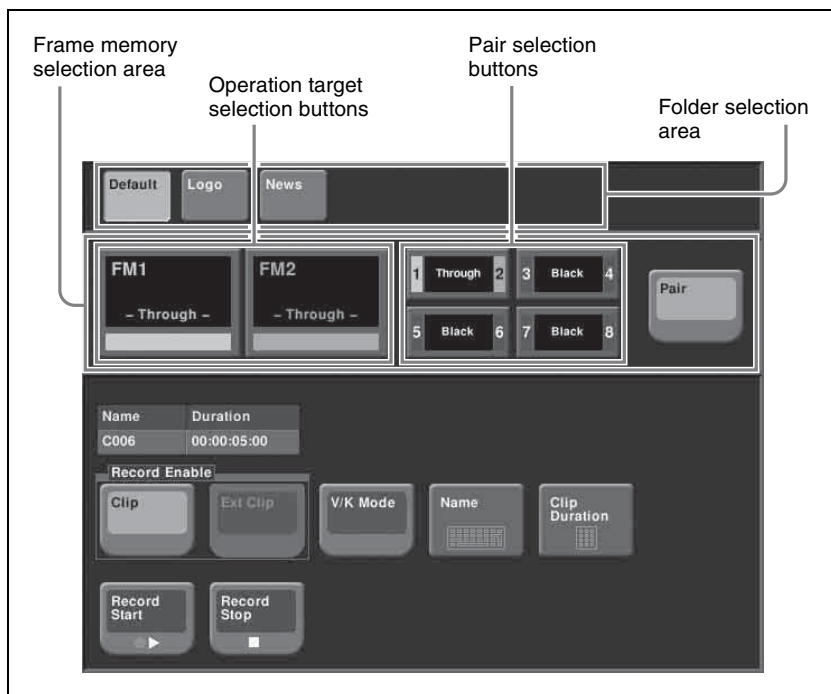 Frame memory
selection area
Operation target
selection buttons
Pair selection
buttons
Folder selection
area
Default
Logo
News
FM1
– Through –
FM2
– Through –
1 Through 2
3 Black 4
5 Black 6
7 Black 8
Pair
Name Duration
C006 00:00:05:00
Record Enable
Clip
Ext Clip
V/K Mode
Name
Clip
Duration
Record
Start
Record
Stop